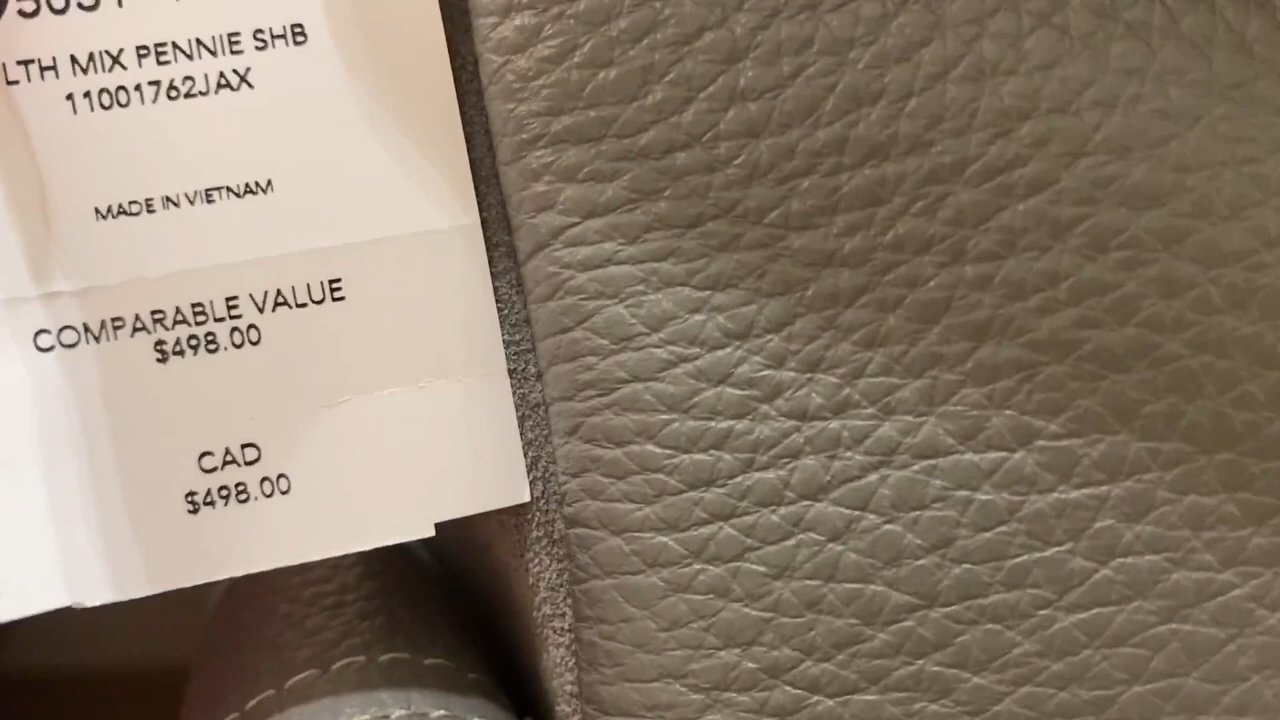 LTH MIX PENNIE SHB
11001762JAX
MADE IN VIETNAM
COMPARABLE VALUE
$498.00
CAD
$498.00